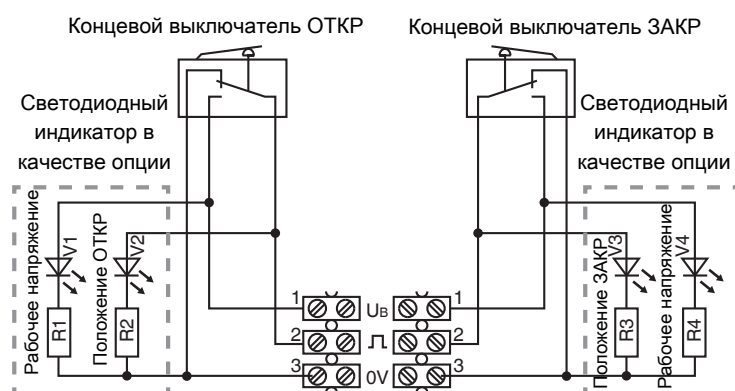 Концевой выключатель ОТКР
Концевой выключатель ЗАКР
Светодиодный
индикатор в
качестве опции
Светодиодный
индикатор в
качестве опции
Рабочее напряжение
V1
R1
Положение ОТКР
V2
R2
1
UB
1
2
2
3
0V
3
Положение ЗАКР
V3
R3
Рабочее напряжение
V4
R4